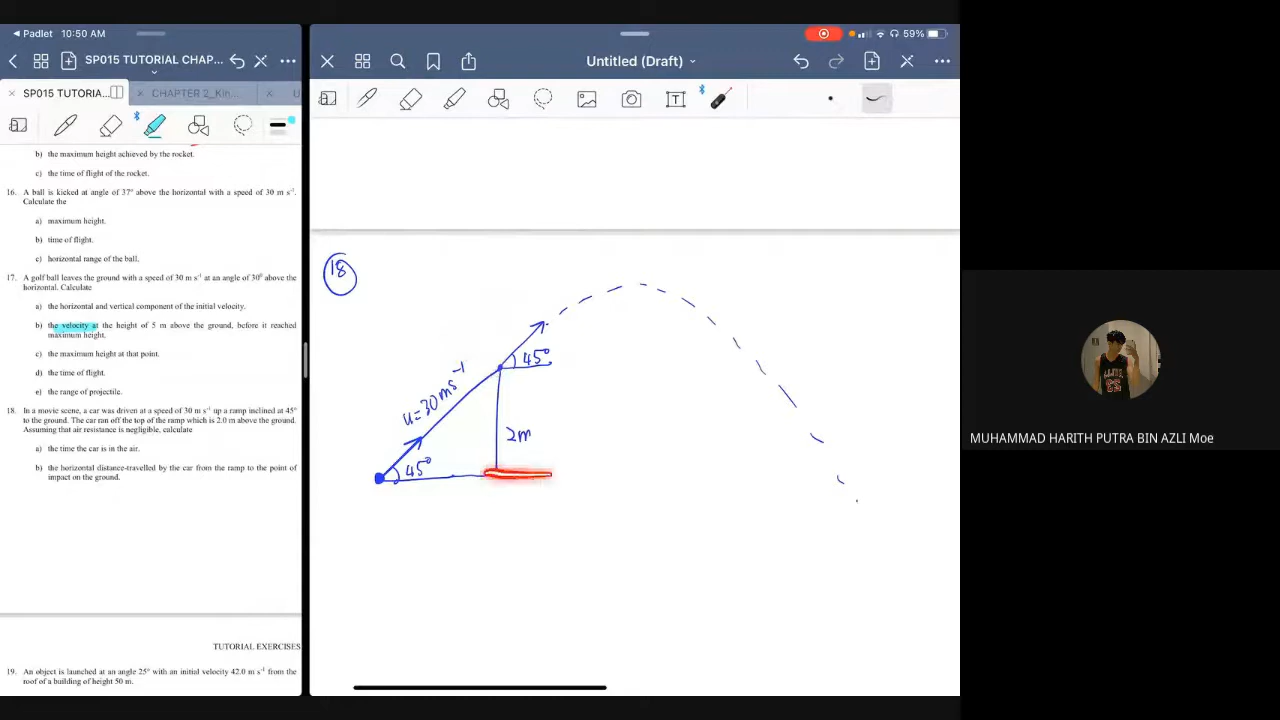 Padlet 10:50 AM
59%
SP015 TUTORIAL CHAP...
Untitled (Draft)
SP015 TUTORIA...
CHAPTER 2_Kin...
b) the maximum height achieved by the rocket.
c) the time of flight of the rocket.
16. A ball is kicked at angle of 37° above the horizontal with a speed of 30 m s⁻¹.
Calculate the
a) maximum height.
b) time of flight.
c) horizontal range of the ball.
17. A golf ball leaves the ground with a speed of 30 m s⁻¹ at an angle of 30⁰ above the
horizontal. Calculate
a) the horizontal and vertical component of the initial velocity.
b) the velocity at the height of 5 m above the ground, before it reached
maximum height.
c) the maximum height at that point.
d) the time of flight.
e) the range of projectile.
18. In a movie scene, a car was driven at a speed of 30 m s⁻¹ up a ramp inclined at 45°
to the ground. The car ran off the top of the ramp which is 2.0 m above the ground.
Assuming that air resistance is negligible, calculate
a) the time the car is in the air.
b) the horizontal distance-travelled by the car from the ramp to the point of
impact on the ground.
TUTORIAL EXERCISES
19. An object is launched at an angle 25° with an initial velocity 42.0 m s⁻¹ from the
roof of a building of height 50 m.
18
45°
u=30ms⁻¹
2m
45°
MUHAMMAD HARITH PUTRA BIN AZLI Moe